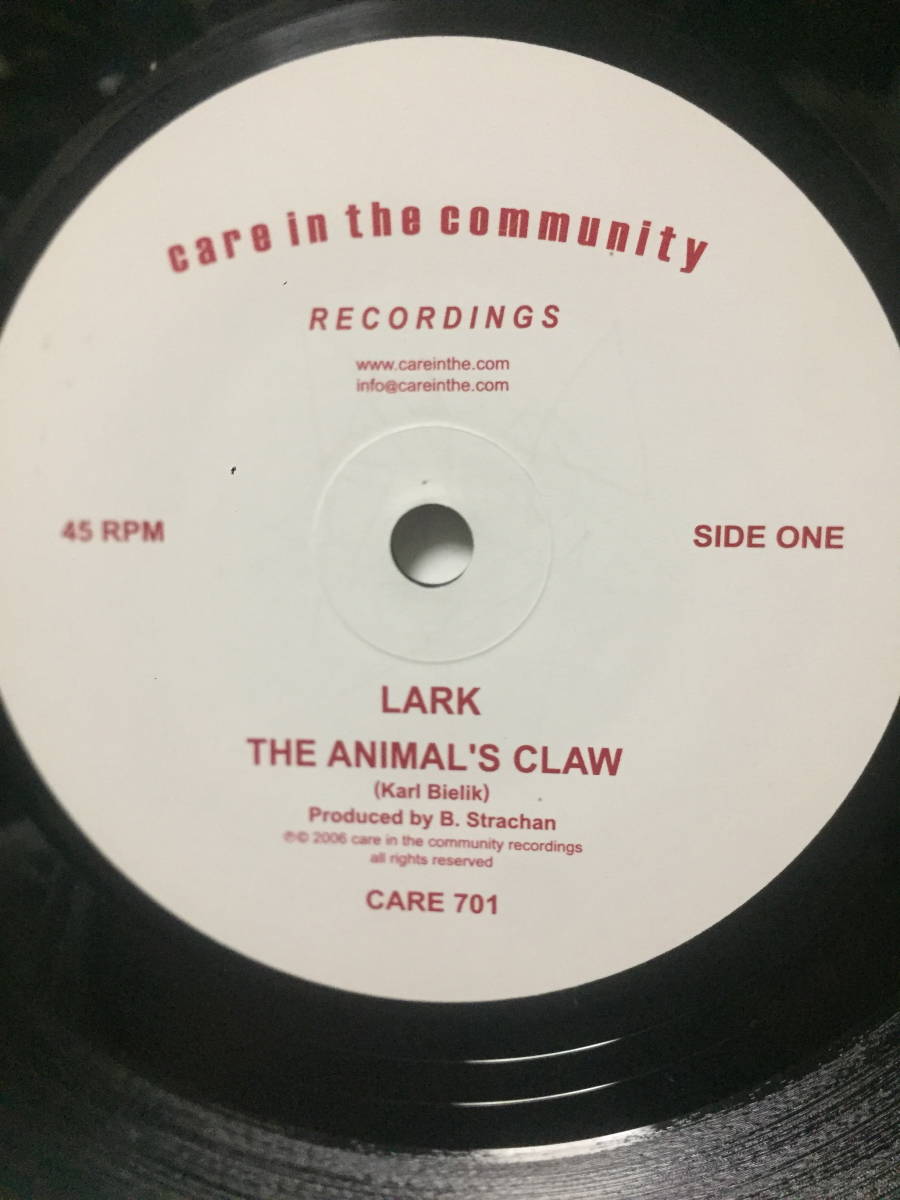 care in the community
RECORDINGS
www.careinthe.com
info@careinthe.com
45 RPM
SIDE ONE
LARK
THE ANIMAL'S CLAW
(Karl Bielik)
Produced by B. Strachan
℗© 2006 care in the community recordings
all rights reserved
CARE 701